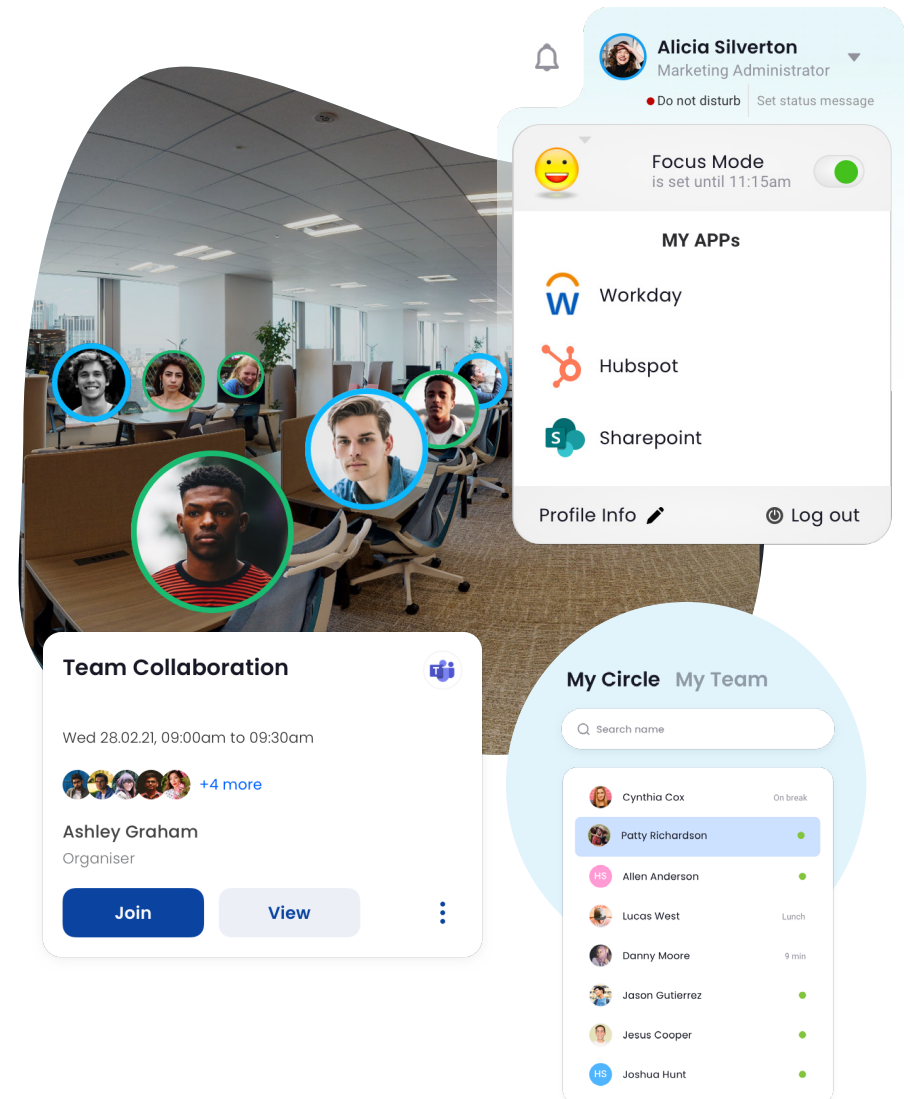 Alicia Silverton
Marketing Administrator
Do not disturb
Set status message
Focus Mode
is set until 11:15am
MY APPs
W
Workday
Hubspot
S
Sharepoint
Profile Info
Log out
Team Collaboration
T
Wed 28.02.21, 09:00am to 09:30am
+4 more
Ashley Graham
Organiser
Join
View
My Circle
My Team
Search name
Cynthia Cox
On break
Patty Richardson
HS
Allen Anderson
Lucas West
Lunch
Danny Moore
9 min
Jason Gutierrez
Jesus Cooper
HS
Joshua Hunt